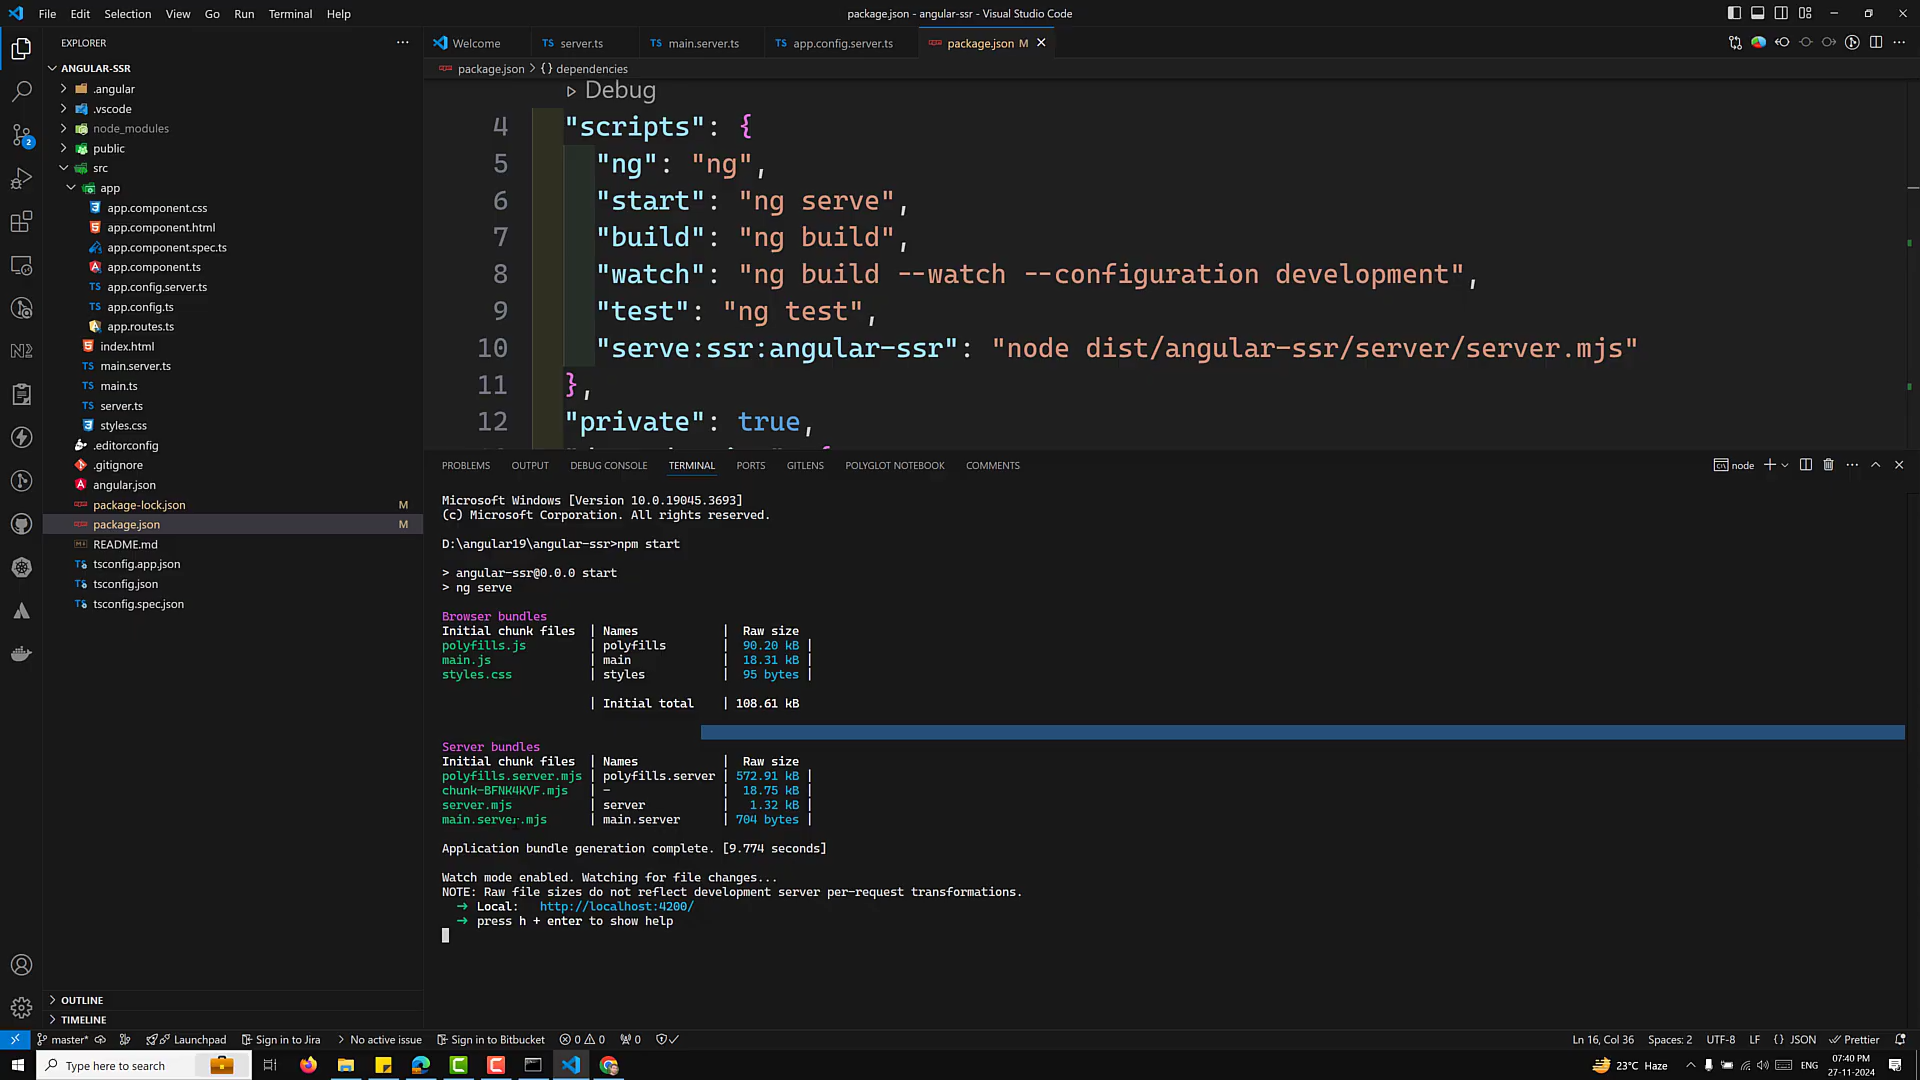 File Edit Selection View Go Run Terminal Help
package.json - angular-ssr - Visual Studio Code
EXPLORER
Welcome
server.ts
main.server.ts
app.config.server.ts
package.json M
package.json > {} dependencies
ANGULAR-SSR
.angular
.vscode
node_modules
public
src
app
app.component.css
app.component.html
app.component.spec.ts
app.component.ts
app.config.server.ts
app.config.ts
app.routes.ts
index.html
main.server.ts
main.ts
server.ts
styles.css
.editorconfig
.gitignore
angular.json
package-lock.json M
package.json M
README.md
tsconfig.app.json
tsconfig.json
tsconfig.spec.json
OUTLINE
TIMELINE
Debug
4 "scripts": {
5 "ng": "ng",
6 "start": "ng serve",
7 "build": "ng build",
8 "watch": "ng build --watch --configuration development",
9 "test": "ng test",
10 "serve:ssr:angular-ssr": "node dist/angular-ssr/server/server.mjs"
11 },
12 "private": true,
PROBLEMS OUTPUT DEBUG CONSOLE TERMINAL PORTS GITLENS POLYGLOT NOTEBOOK COMMENTS
node
Microsoft Windows [Version 10.0.19045.3693]
(c) Microsoft Corporation. All rights reserved.
D:\angular19\angular-ssr>npm start
> angular-ssr@0.0.0 start
> ng serve
Browser bundles
Initial chunk files | Names | Raw size
polyfills.js | polyfills | 90.20 kB |
main.js | main | 18.31 kB |
styles.css | styles | 95 bytes |
| Initial total | 108.61 kB
Server bundles
Initial chunk files | Names | Raw size
polyfills.server.mjs | polyfills.server | 572.91 kB |
chunk-BFNK4KVF.mjs | - | 18.75 kB |
server.mjs | server | 1.32 kB |
main.server.mjs | main.server | 704 bytes |
Application bundle generation complete. [9.774 seconds]
Watch mode enabled. Watching for file changes...
NOTE: Raw file sizes do not reflect development server per-request transformations.
➜ Local: http://localhost:4200/
➜ press h + enter to show help
master* Launchpad Sign in to Jira No active issue Sign in to Bitbucket 0 0 0
Ln 16, Col 36 Spaces: 2 UTF-8 LF {} JSON Prettier
Type here to search
23°C Haze
ENG
07:40 PM
27-11-2024